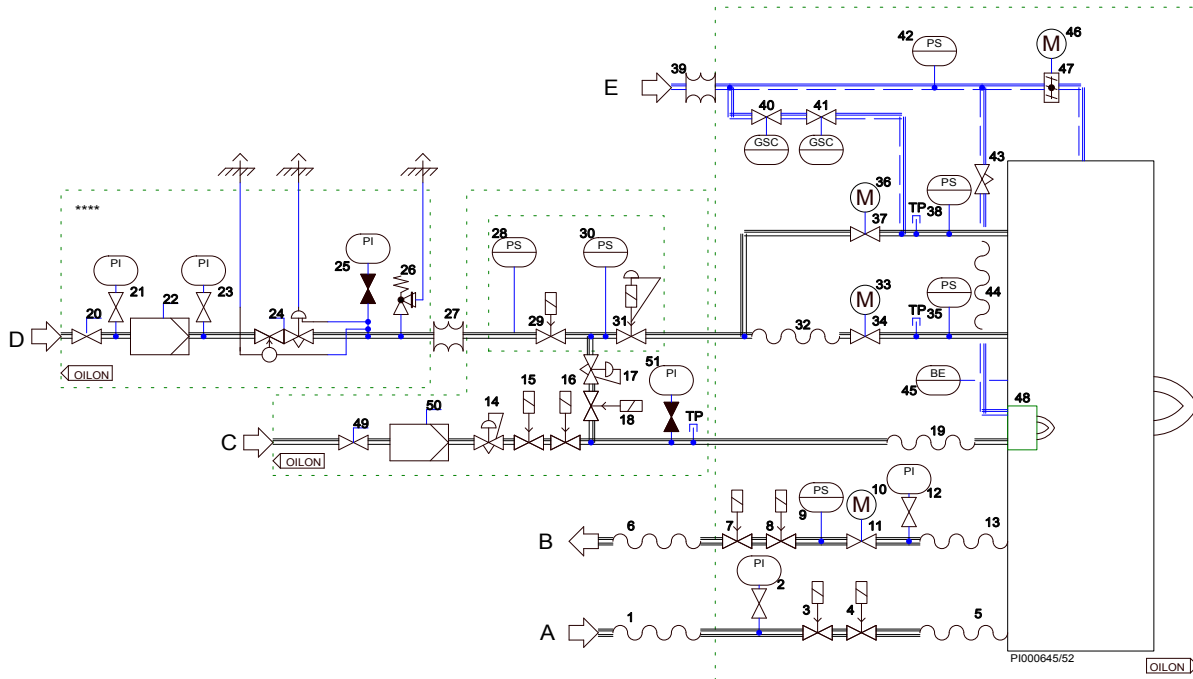 46
M
42
PS
39
47
E
40
41
GSC
GSC
43
36
M
PS
TP
38
37
****
28
PS
30
PS
PI
25
26
PI
21
22
PI
23
44
33
M
PS
20
24
27
29
31
32
34
TP
35
D
OILON
51
PI
17
BE
45
15
16
18
14
48
49
50
TP
19
C
OILON
PI
10
M
12
PS
9
6
7
8
11
13
B
PI
2
1
3
4
5
A
PI000645/52
OILON